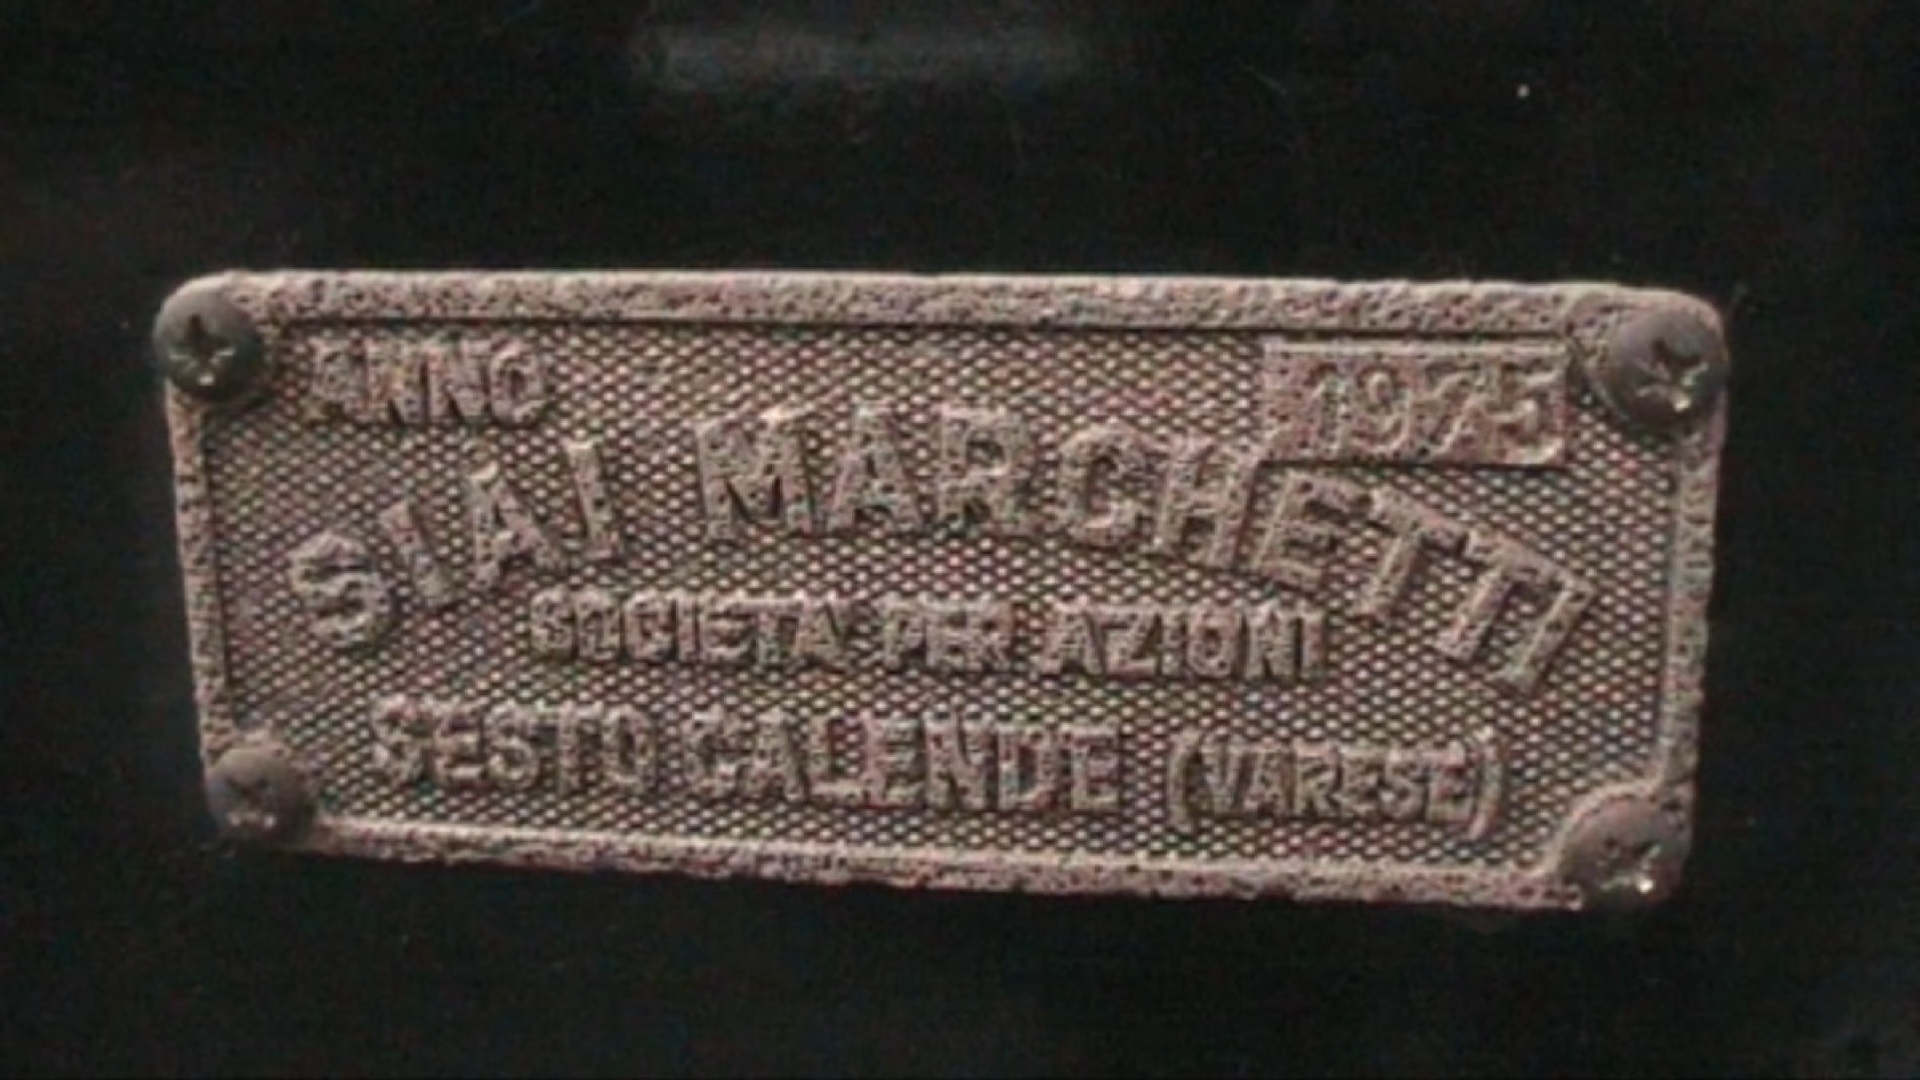 ANNO 1975
SIAI MARCHETTI
SOCIETA PER AZIONI
SESTO CALENDE (VARESE)